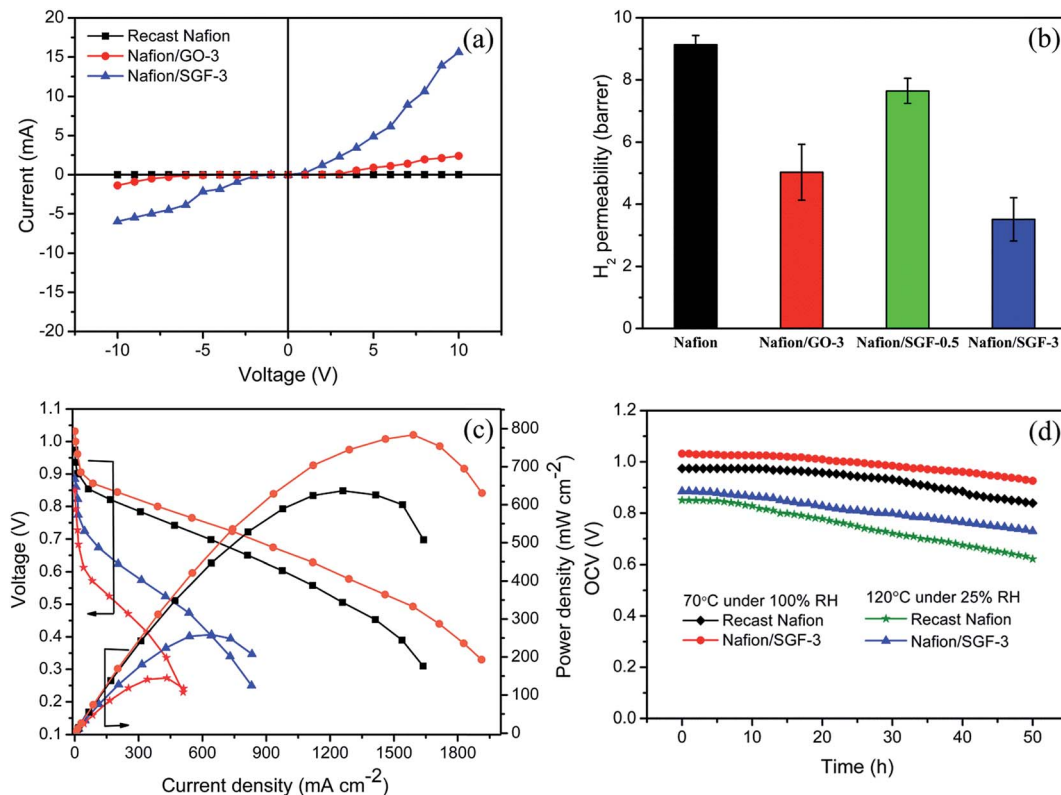 (a)
Recast Nafion
Nafion/GO-3
Nafion/SGF-3
20
15
10
5
0
-5
-10
-15
-20
Current (mA)
-10 -5 0 5 10
Voltage (V)
(b)
10
8
6
4
2
0
H₂ permeability (barrer)
Nafion Nafion/GO-3 Nafion/SGF-0.5 Nafion/SGF-3
(c)
1.1
1.0
0.9
0.8
0.7
0.6
0.5
0.4
0.3
0.2
0.1
Voltage (V)
800
700
600
500
400
300
200
100
0
Power density (mW cm⁻²)
0 300 600 900 1200 1500 1800
Current density (mA cm⁻²)
(d)
1.2
1.0
0.8
0.6
0.4
0.2
0.0
OCV (V)
70°C under 100% RH 120°C under 25% RH
Recast Nafion Recast Nafion
Nafion/SGF-3 Nafion/SGF-3
0 10 20 30 40 50
Time (h)